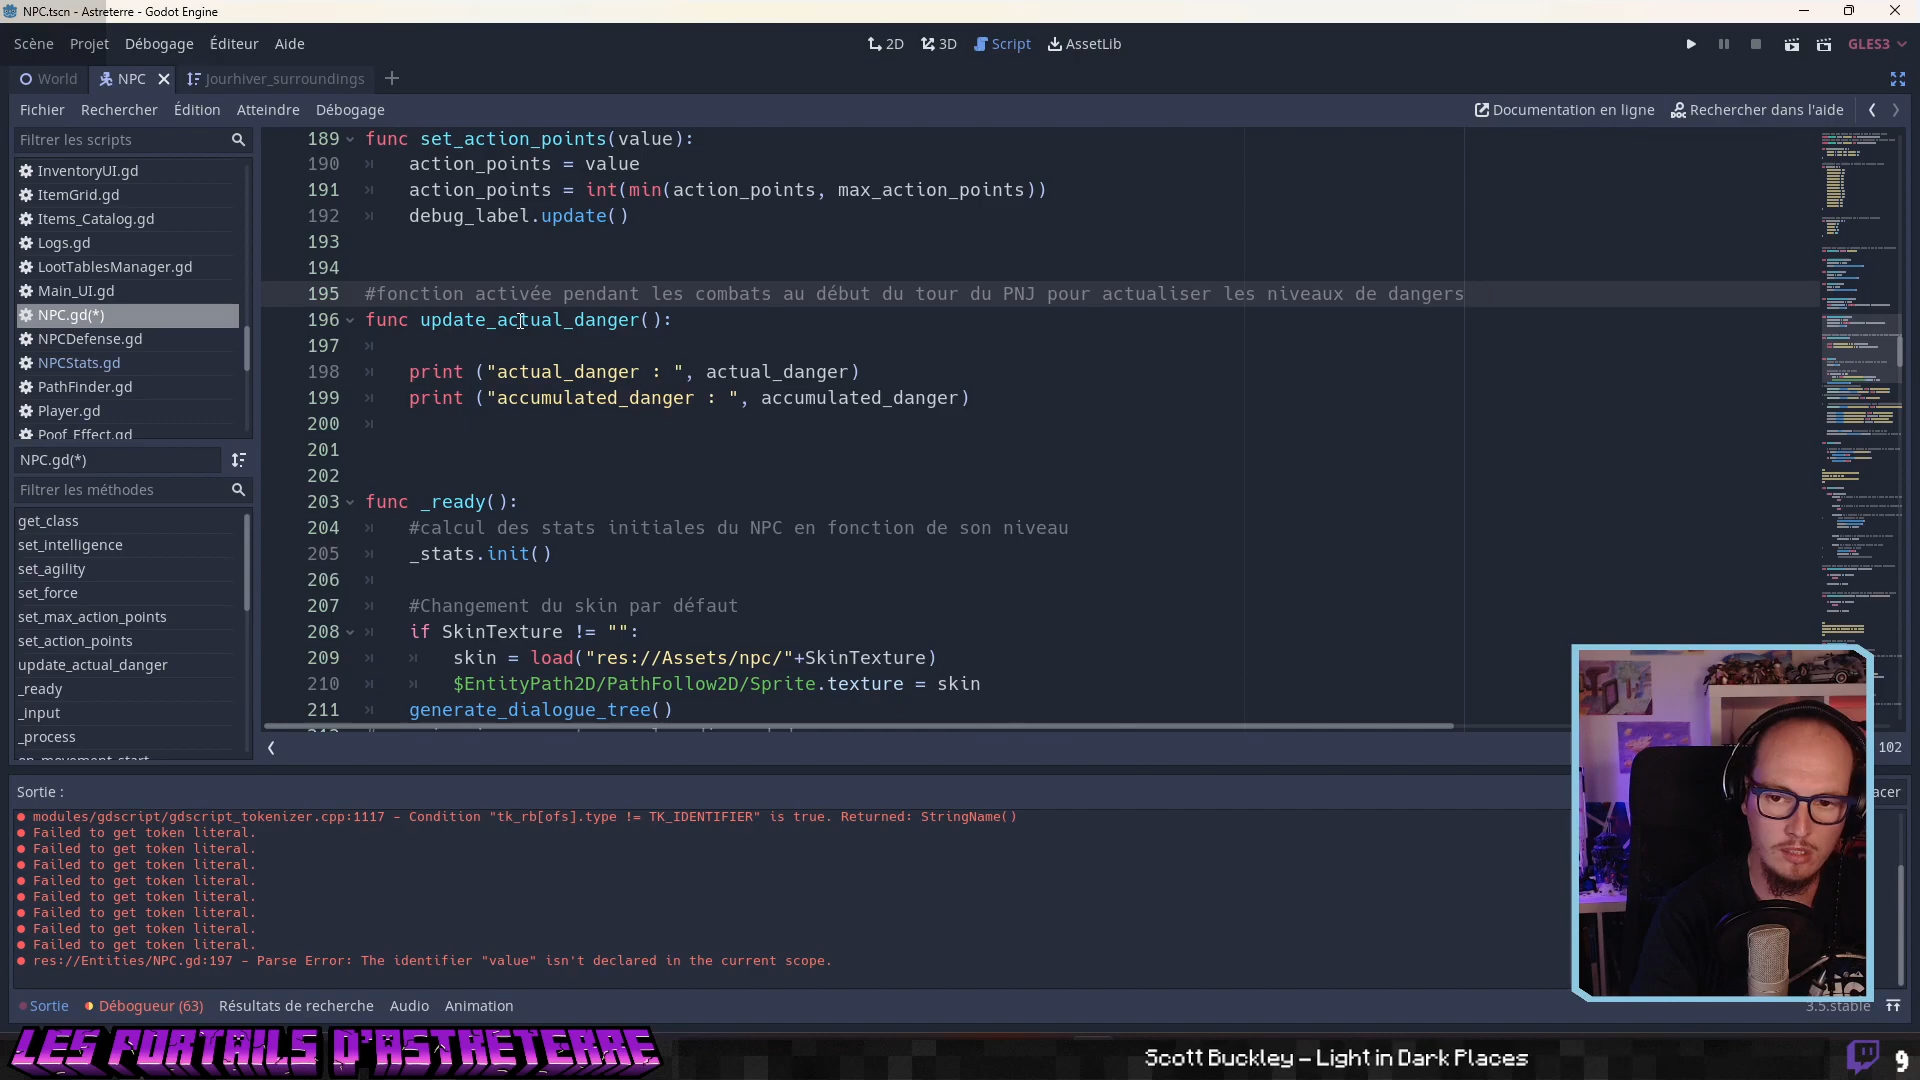 NPC.tscn - Astreterre - Godot Engine
Scène Projet Débogage Éditeur Aide
2D 3D Script AssetLib
GLES3
World NPC Jourhiver_surroundings
Fichier Rechercher Édition Atteindre Débogage
Documentation en ligne Rechercher dans l'aide
Filtrer les scripts
InventoryUI.gd
ItemGrid.gd
Items_Catalog.gd
Logs.gd
LootTablesManager.gd
Main_UI.gd
NPC.gd(*)
NPCDefense.gd
NPCStats.gd
PathFinder.gd
Player.gd
Poof_Effect.gd
NPC.gd(*)
Filtrer les méthodes
get_class
set_intelligence
set_agility
set_force
set_max_action_points
set_action_points
update_actual_danger
_ready
_input
_process
on_movement_start
189 func set_action_points(value):
190 action_points = value
191 action_points = int(min(action_points, max_action_points))
192 debug_label.update()
193
194
195 #fonction activée pendant les combats au début du tour du PNJ pour actualiser les niveaux de dangers
196 func update_actual_danger():
197
198 print ("actual_danger : ", actual_danger)
199 print ("accumulated_danger : ", accumulated_danger)
200
201
202
203 func _ready():
204 #calcul des stats initiales du NPC en fonction de son niveau
205 _stats.init()
206
207 #Changement du skin par défaut
208 if SkinTexture != "":
209 skin = load("res://Assets/npc/"+SkinTexture)
210 $EntityPath2D/PathFollow2D/Sprite.texture = skin
211 generate_dialogue_tree()
102
Sortie :
acer
modules/gdscript/gdscript_tokenizer.cpp:1117 - Condition "tk_rb[ofs].type != TK_IDENTIFIER" is true. Returned: StringName()
Failed to get token literal.
Failed to get token literal.
Failed to get token literal.
Failed to get token literal.
Failed to get token literal.
Failed to get token literal.
Failed to get token literal.
Failed to get token literal.
res://Entities/NPC.gd:197 - Parse Error: The identifier "value" isn't declared in the current scope.
Sortie Débogueur (63) Résultats de recherche Audio Animation
3.5.stable
LES PORTAILS D'ASTRETERRE
Scott Buckley – Light in Dark Places
9